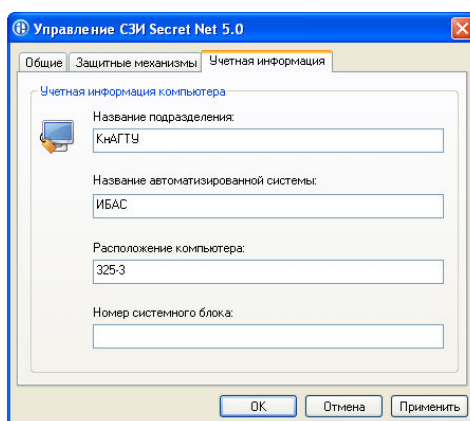 Управление СЗИ Secret Net 5.0
Общие Защитные механизмы Учетная информация
Учетная информация компьютера
Название подразделения:
КнАГТУ
Название автоматизированной системы:
ИБАС
Расположение компьютера:
325-3
Номер системного блока:
OK Отмена Применить